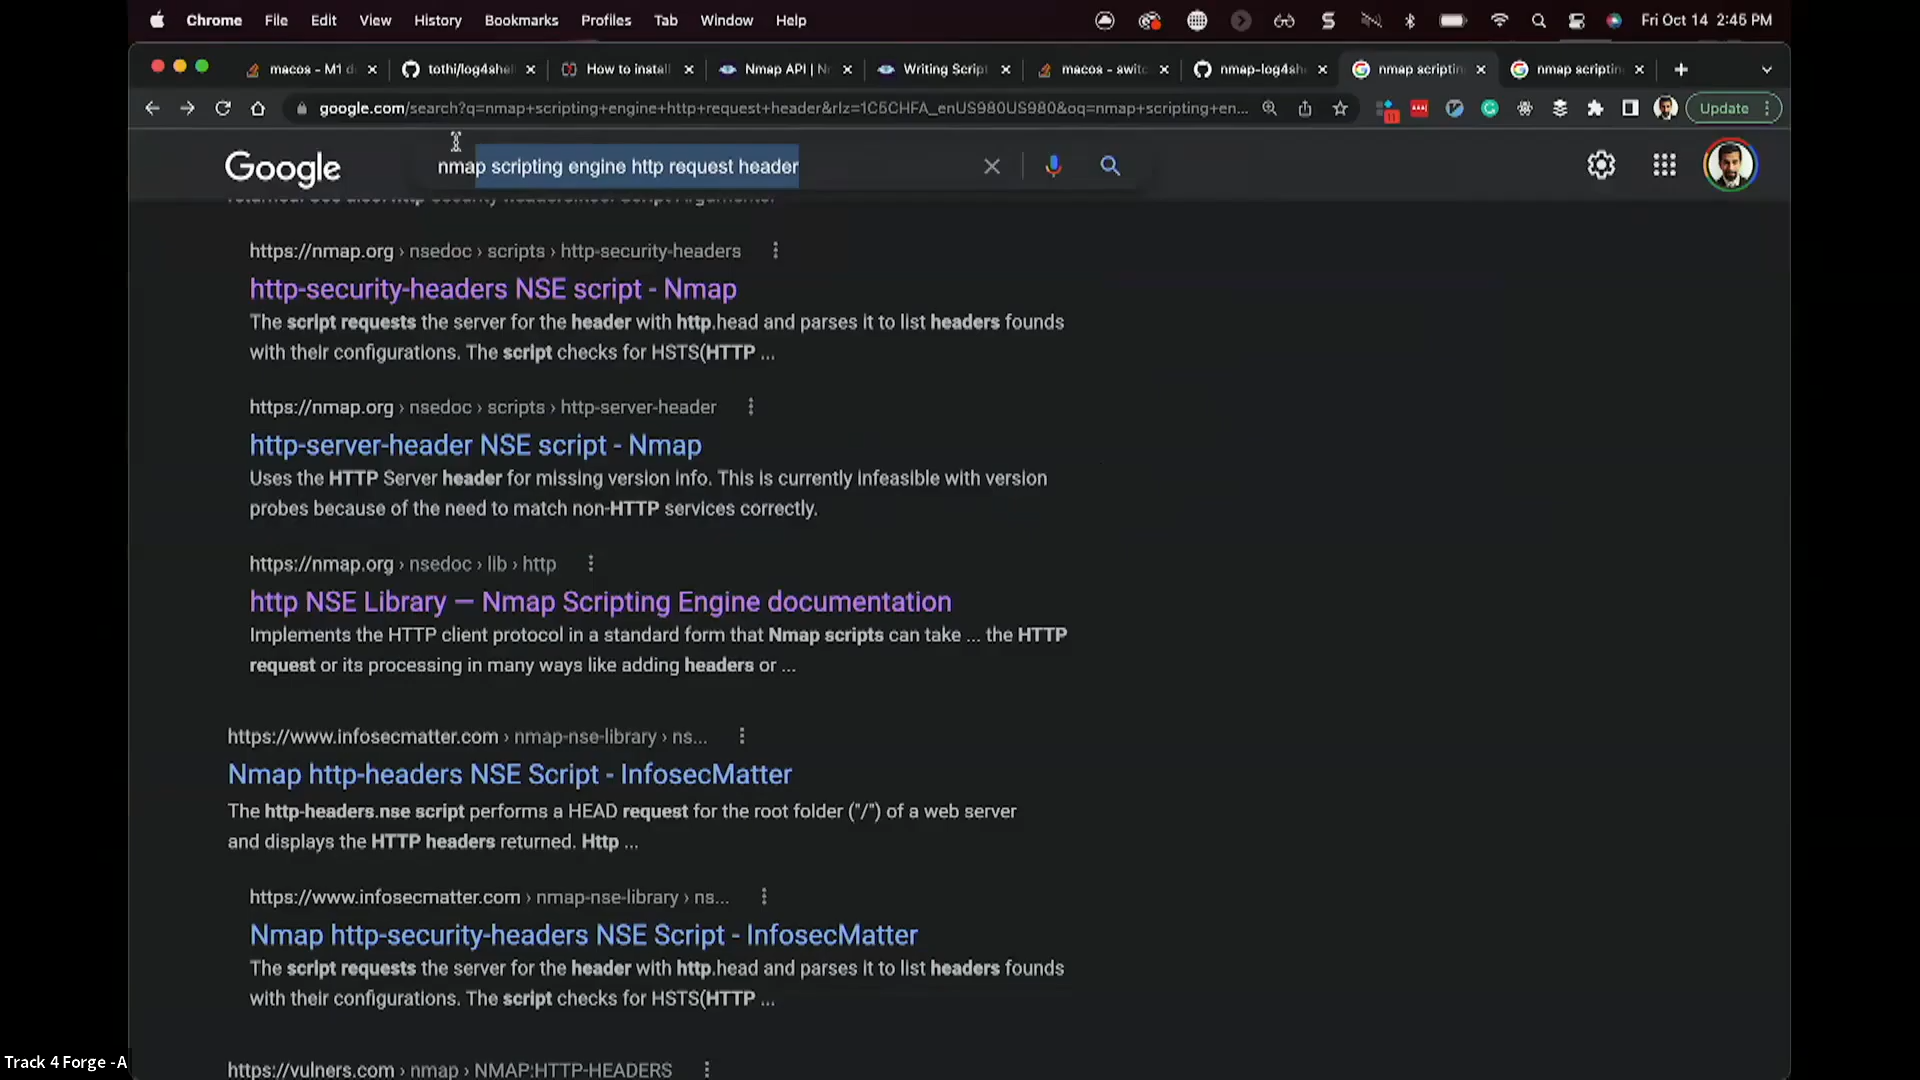 Chrome File Edit View History Bookmarks Profiles Tab Window Help Fri Oct 14 2:45 PM
macos - M1 d tothi/log4shel How to install Nmap API | N Writing Script macos - switc nmap-log4sh nmap scriptin nmap scriptin
google.com/search?q=nmap+scripting+engine+http+request+header&rlz=1C5CHFA_enUS980US980&oq=nmap+scripting+en... 11 Update
Google nmap scripting engine http request header
https://nmap.org › nsedoc › scripts › http-security-headers
http-security-headers NSE script - Nmap
The script requests the server for the header with http.head and parses it to list headers founds
with their configurations. The script checks for HSTS(HTTP ...
https://nmap.org › nsedoc › scripts › http-server-header
http-server-header NSE script - Nmap
Uses the HTTP Server header for missing version info. This is currently infeasible with version
probes because of the need to match non-HTTP services correctly.
https://nmap.org › nsedoc › lib › http
http NSE Library — Nmap Scripting Engine documentation
Implements the HTTP client protocol in a standard form that Nmap scripts can take ... the HTTP
request or its processing in many ways like adding headers or ...
https://www.infosecmatter.com › nmap-nse-library › ns...
Nmap http-headers NSE Script - InfosecMatter
The http-headers.nse script performs a HEAD request for the root folder ("/") of a web server
and displays the HTTP headers returned. Http ...
https://www.infosecmatter.com › nmap-nse-library › ns...
Nmap http-security-headers NSE Script - InfosecMatter
The script requests the server for the header with http.head and parses it to list headers founds
with their configurations. The script checks for HSTS(HTTP ...
https://vulners.com › nmap › NMAP:HTTP-HEADERS
Track 4 Forge -A